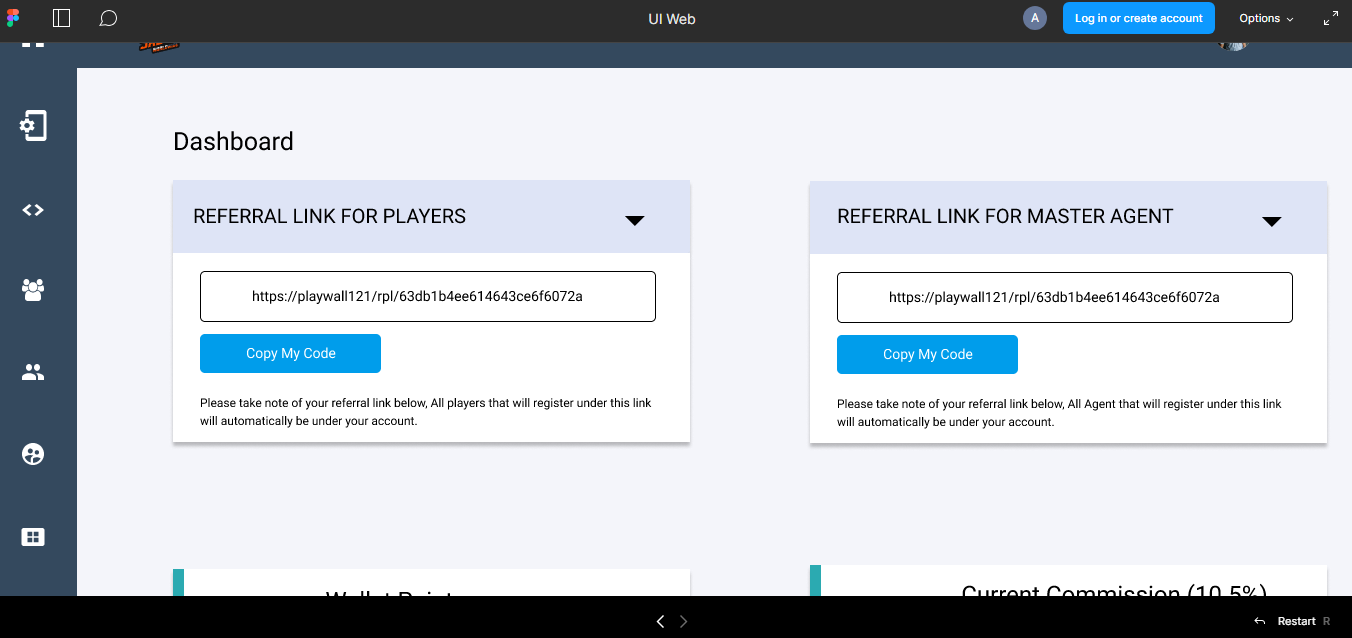 UI Web
A
Log in or create account
Options
Dashboard
REFERRAL LINK FOR PLAYERS
https://playwall121/rpl/63db1b4ee614643ce6f6072a
Copy My Code
Please take note of your referral link below, All players that will register under this link
will automatically be under your account.
REFERRAL LINK FOR MASTER AGENT
https://playwall121/rpl/63db1b4ee614643ce6f6072a
Copy My Code
Please take note of your referral link below, All Agent that will register under this link
will automatically be under your account.
Wallet Point
Current Commission (10.5%)
Restart R